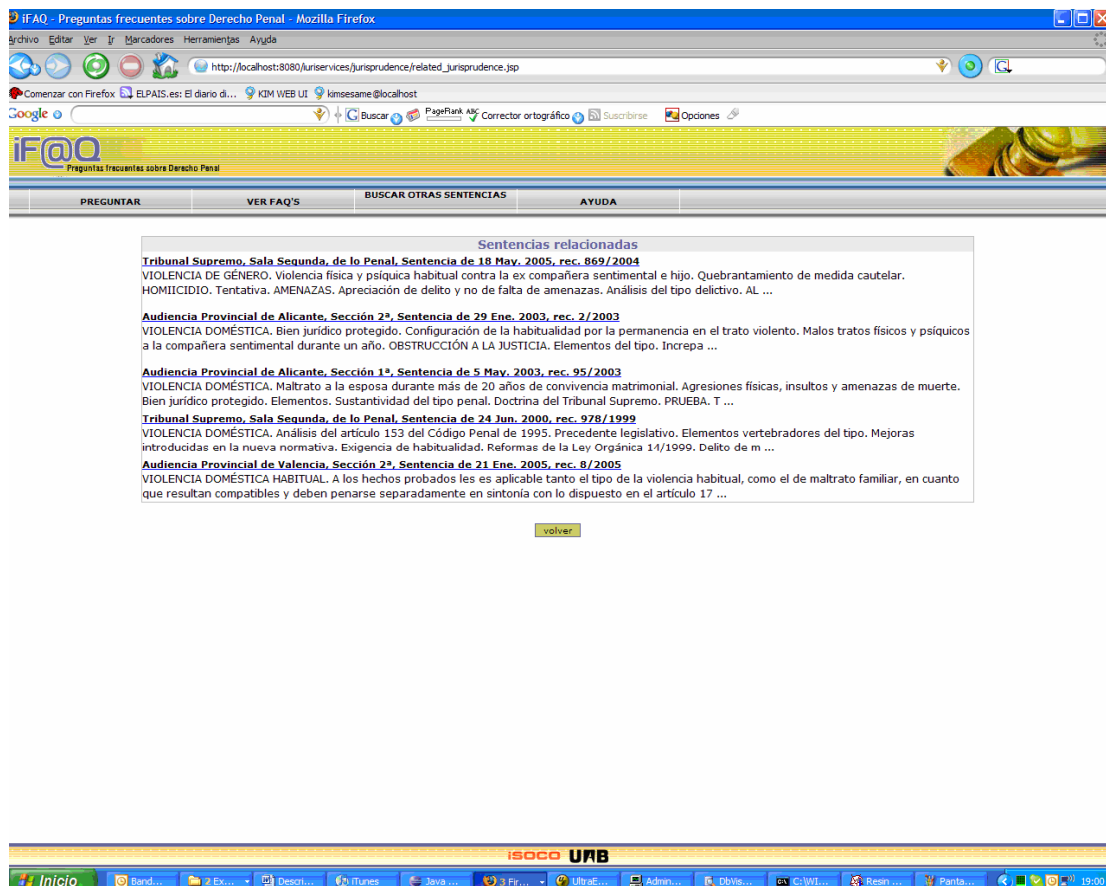 iFAQ - Preguntas frecuentes sobre Derecho Penal - Mozilla Firefox
Archivo Editar Ver Ir Marcadores Herramientas Ayuda
http://localhost:8080/iuriservices/jurisprudence/related_jurisprudence.jsp
G
Comenzar con Firefox ELPAIS.es: El diario di... KIM WEB UI kimsesame@localhost
Google G Buscar PageRank ABC Corrector ortográfico Suscribirse Opciones
iF@Q
Preguntas frecuentes sobre Derecho Penal
PREGUNTAR VER FAQ'S BUSCAR OTRAS SENTENCIAS AYUDA
Sentencias relacionadas
Tribunal Supremo, Sala Segunda, de lo Penal, Sentencia de 18 May. 2005, rec. 869/2004
VIOLENCIA DE GÉNERO. Violencia física y psíquica habitual contra la ex compañera sentimental e hijo. Quebrantamiento de medida cautelar.
HOMIICIDIO. Tentativa. AMENAZAS. Apreciación de delito y no de falta de amenazas. Análisis del tipo delictivo. AL ...
Audiencia Provincial de Alicante, Sección 2ª, Sentencia de 29 Ene. 2003, rec. 2/2003
VIOLENCIA DOMÉSTICA. Bien jurídico protegido. Configuración de la habitualidad por la permanencia en el trato violento. Malos tratos físicos y psíquicos
a la compañera sentimental durante un año. OBSTRUCCIÓN A LA JUSTICIA. Elementos del tipo. Increpa ...
Audiencia Provincial de Alicante, Sección 1ª, Sentencia de 5 May. 2003, rec. 95/2003
VIOLENCIA DOMÉSTICA. Maltrato a la esposa durante más de 20 años de convivencia matrimonial. Agresiones físicas, insultos y amenazas de muerte.
Bien jurídico protegido. Elementos. Sustantividad del tipo penal. Doctrina del Tribunal Supremo. PRUEBA. T ...
Tribunal Supremo, Sala Segunda, de lo Penal, Sentencia de 24 Jun. 2000, rec. 978/1999
VIOLENCIA DOMÉSTICA. Análisis del artículo 153 del Código Penal de 1995. Precedente legislativo. Elementos vertebradores del tipo. Mejoras
introducidas en la nueva normativa. Exigencia de habitualidad. Reformas de la Ley Orgánica 14/1999. Delito de m ...
Audiencia Provincial de Valencia, Sección 2ª, Sentencia de 21 Ene. 2005, rec. 8/2005
VIOLENCIA DOMÉSTICA HABITUAL. A los hechos probados les es aplicable tanto el tipo de la violencia habitual, como el de maltrato familiar, en cuanto
que resultan compatibles y deben penarse separadamente en sintonía con lo dispuesto en el artículo 17 ...
volver
isoco UAB
Inicio Band... 2 Ex... Descri... iTunes Java ... 3 Fir... UltraE... Admin... DbVis... C:\WI... Resin ... Panta... 19:00